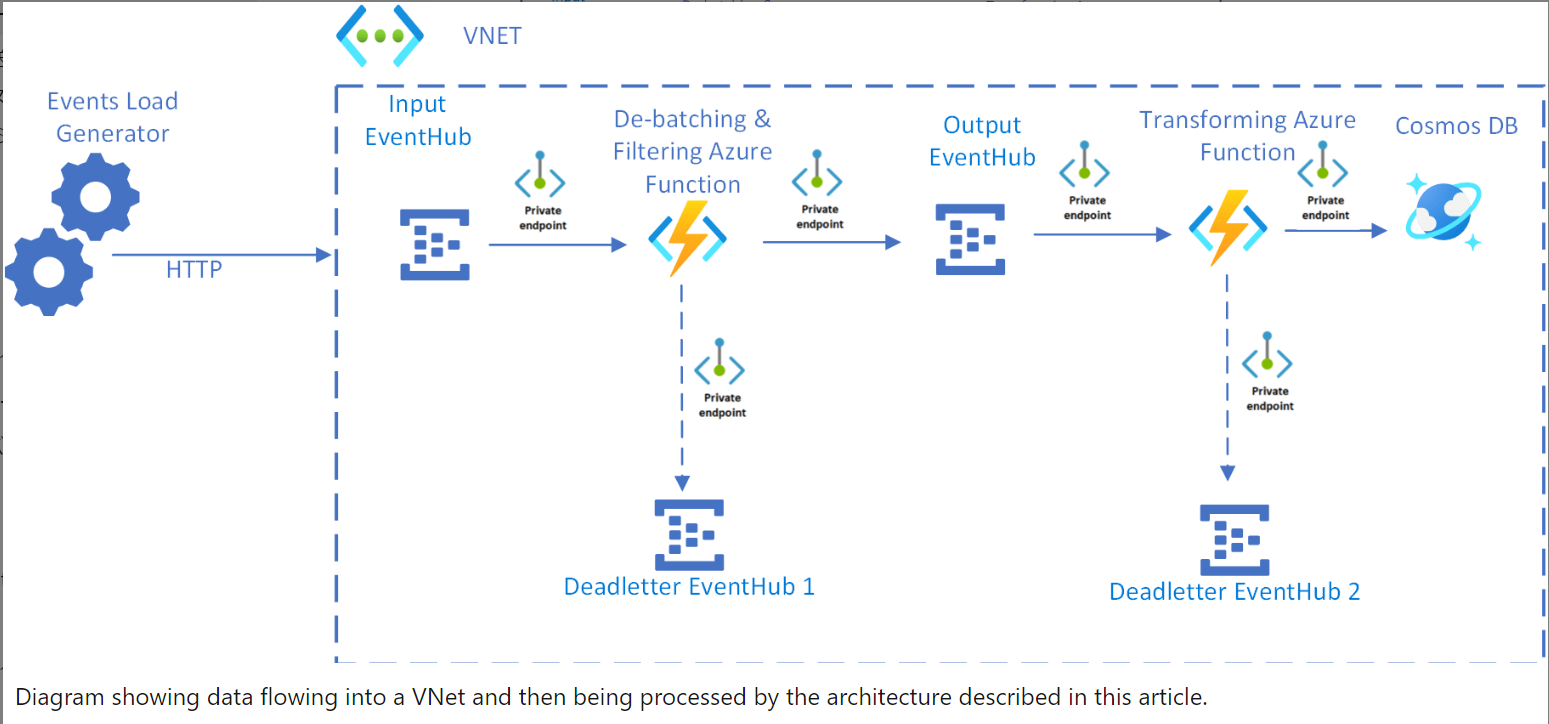 VNET
Events Load
Generator
HTTP
Input
EventHub
Private
endpoint
De-batching &
Filtering Azure
Function
Private
endpoint
Output
EventHub
Private
endpoint
Transforming Azure
Function
Private
endpoint
Cosmos DB
Private
endpoint
Deadletter EventHub 1
Private
endpoint
Deadletter EventHub 2
Diagram showing data flowing into a VNet and then being processed by the architecture described in this article.